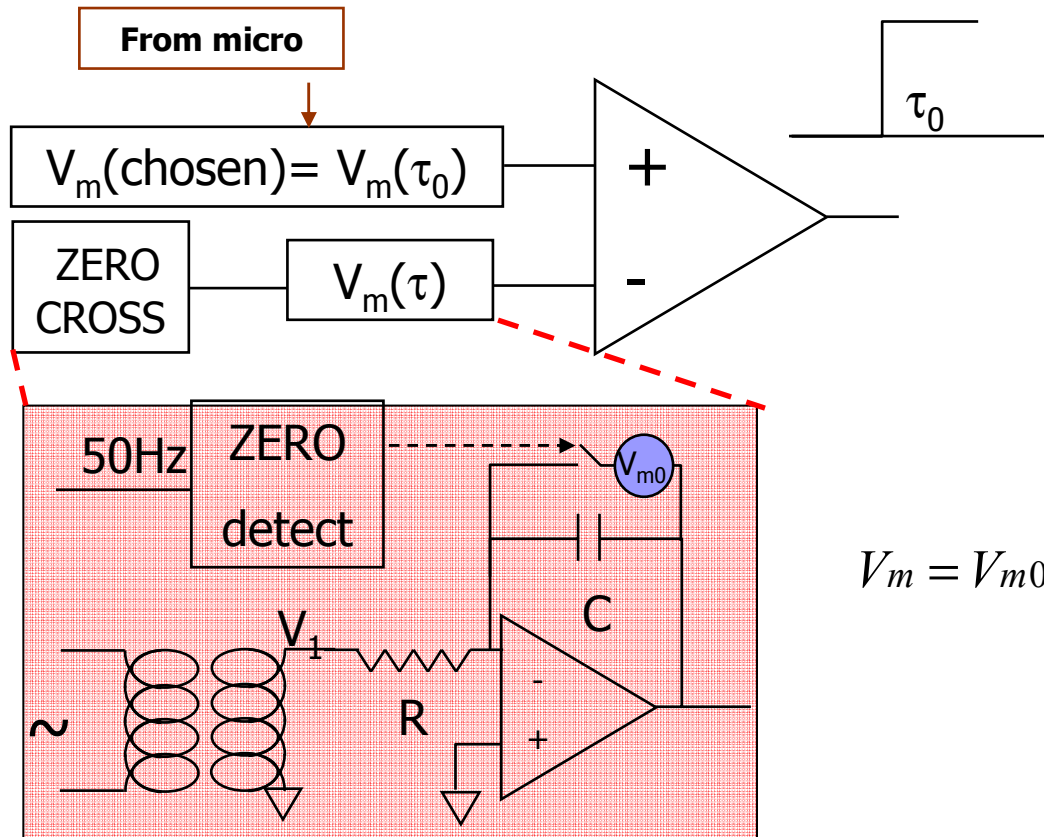 From micro
τ₀
Vₘ(chosen)= Vₘ(τ₀)
+
ZERO
CROSS
Vₘ(τ)
-
50Hz
ZERO
detect
Vₘ₀
C
Vₘ = Vₘ₀
V₁
R
-
+
~